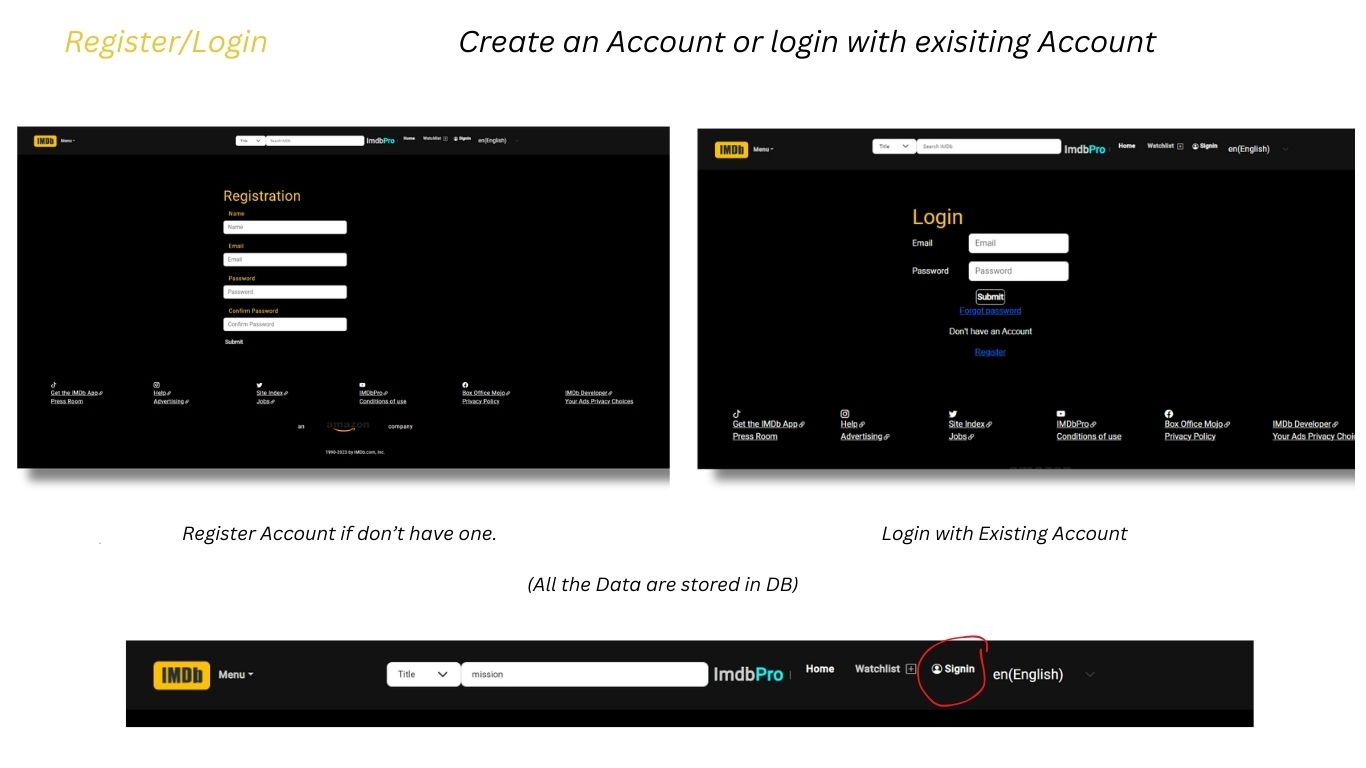 Register/Login
Create an Account or login with exisiting Account
IMDb Menu Title Search IMDb ImdbPro Home Watchlist Signin en(English)
Registration
Name
Name
Email
Email
Password
Password
Confirm Password
Confirm Password
Submit
Get the IMDb App Help Site Index IMDbPro Box Office Mojo IMDb Developer
Press Room Advertising Jobs Conditions of use Privacy Policy Your Ads Privacy Choices
an amazon company
1990-2023 by IMDb.com, Inc.
IMDb Menu Title Search IMDb ImdbPro Home Watchlist Signin en(English)
Login
Email Email
Password Password
Submit
Forgot password
Don't have an Account
Register
Get the IMDb App Help Site Index IMDbPro Box Office Mojo IMDb Developer
Press Room Advertising Jobs Conditions of use Privacy Policy Your Ads Privacy Choi
Register Account if don’t have one.
Login with Existing Account
(All the Data are stored in DB)
IMDb Menu Title mission ImdbPro Home Watchlist Signin en(English)